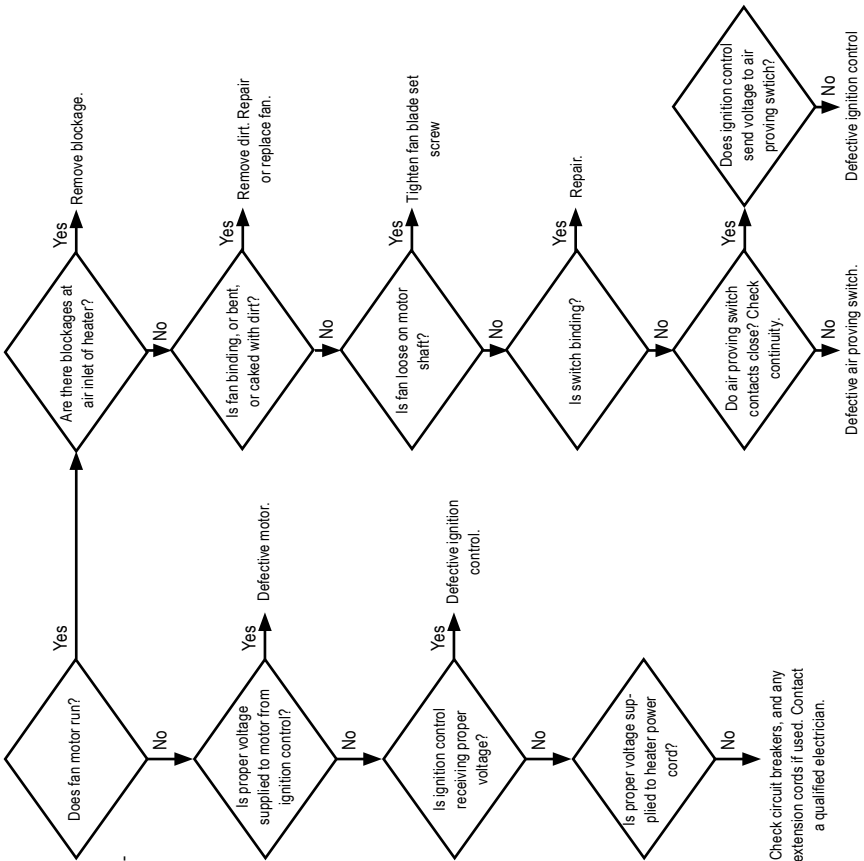 Does fan motor run?
Yes
No
Is proper voltage
supplied to motor from
ignition control?
Yes
Defective motor.
No
Is ignition control
receiving proper
voltage?
Yes
Defective ignition
control.
No
Is proper voltage sup-
plied to heater power
cord?
No
Check circuit breakers, and any
extension cords if used. Contact
a qualified electrician.
Are there blockages at
air inlet of heater?
Yes
Remove blockage.
No
Is fan binding, or bent,
or caked with dirt?
Yes
Remove dirt. Repair
or replace fan.
No
Is fan loose on motor
shaft?
Yes
Tighten fan blade set
screw
No
Is switch binding?
Yes
Repair.
No
Do air proving switch
contacts close? Check
continuity.
Yes
No
Defective air proving switch.
Does ignition control
send voltage to air
proving swtich?
No
Defective ignition control
-